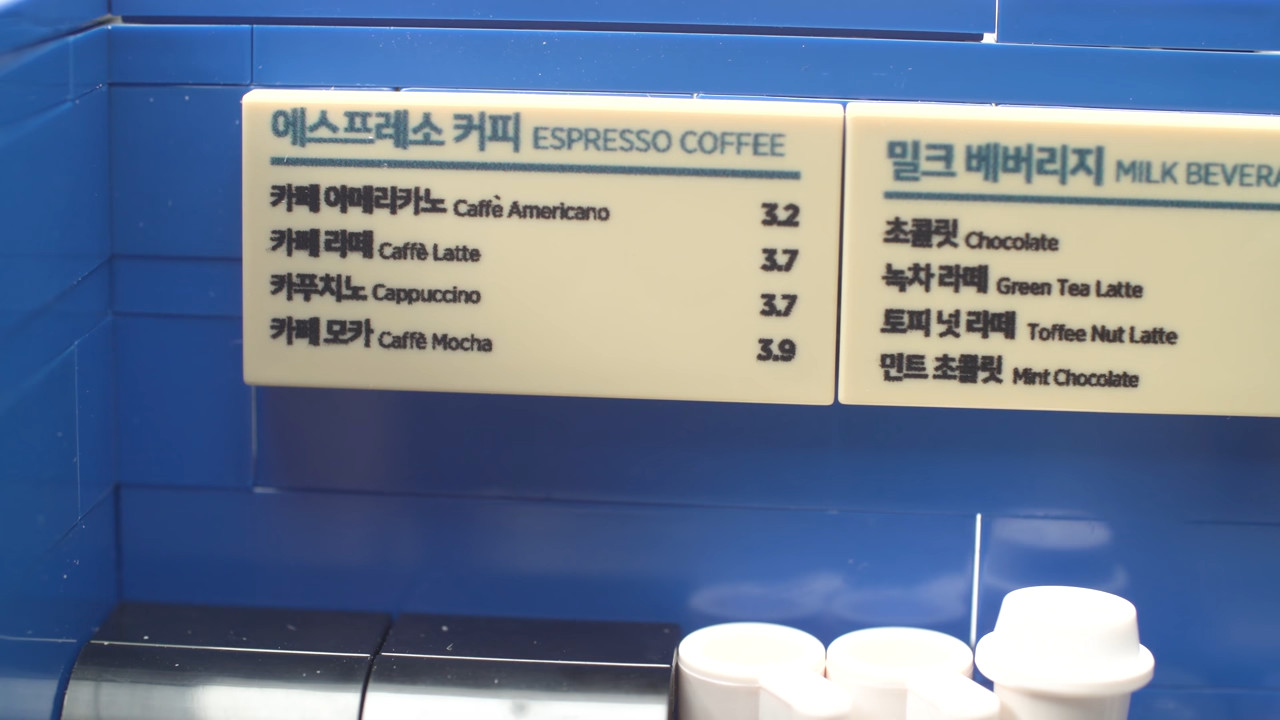 에스프레소 커피 ESPRESSO COFFEE
카페 아메리카노 Caffè Americano 3.2
카페 라떼 Caffè Latte 3.7
카푸치노 Cappuccino 3.7
카페 모카 Caffè Mocha 3.9
밀크 베버리지 MILK
초콜릿 Chocolate
녹차 라떼 Green Tea Latte
토피 넛 라떼 Toffee Nut Latte
민트 초콜릿 Mint Chocolate